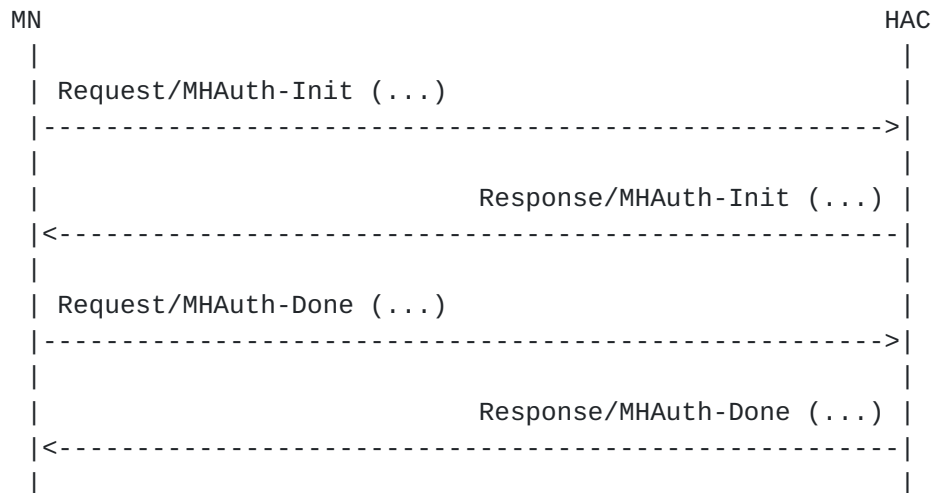 MN HAC
Request/MHAuth-Init (...)
Response/MHAuth-Init (...)
Request/MHAuth-Done (...)
Response/MHAuth-Done (...)